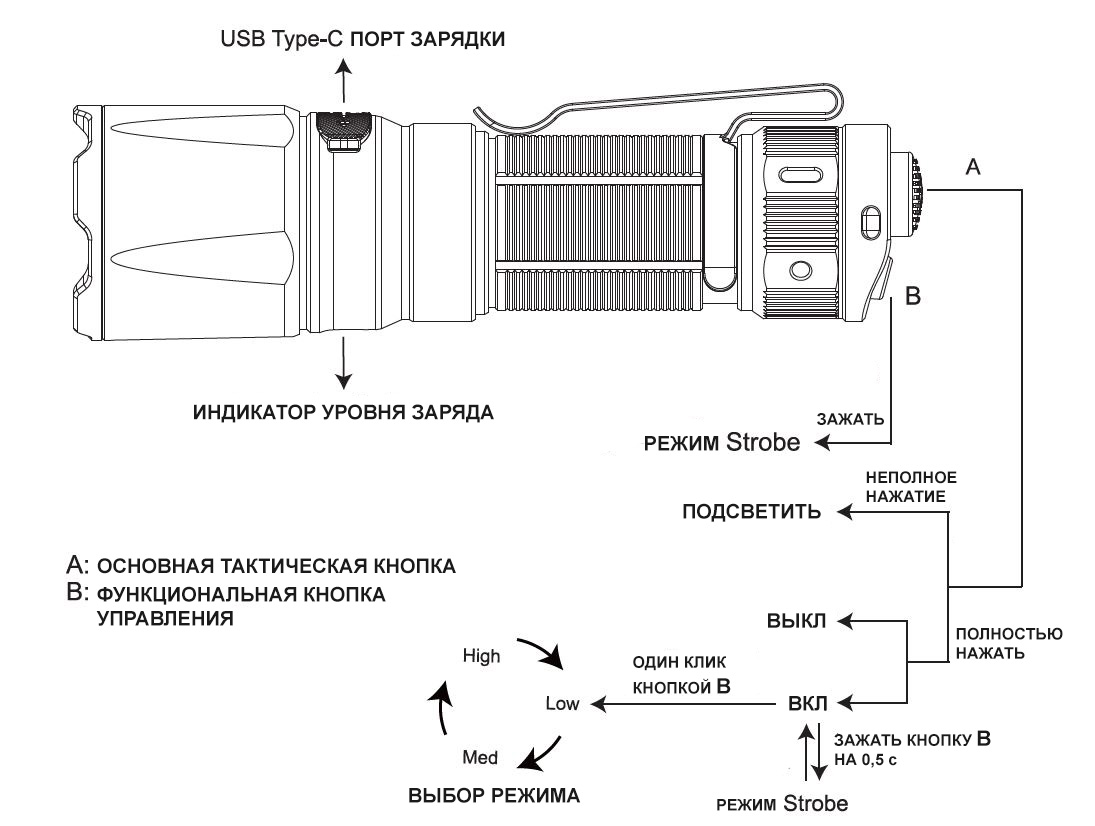 USB Type-C ПОРТ ЗАРЯДКИ
A
B
ИНДИКАТОР УРОВНЯ ЗАРЯДА
ЗАЖАТЬ
РЕЖИМ Strobe
НЕПОЛНОЕ
НАЖАТИЕ
ПОДСВЕТИТЬ
A: ОСНОВНАЯ ТАКТИЧЕСКАЯ КНОПКА
B: ФУНКЦИОНАЛЬНАЯ КНОПКА
УПРАВЛЕНИЯ
ВЫКЛ
ПОЛНОСТЬЮ
НАЖАТЬ
High
ОДИН КЛИК
КНОПКОЙ B
Low
ВКЛ
Med
ЗАЖАТЬ КНОПКУ B
НА 0,5 с
ВЫБОР РЕЖИМА
РЕЖИМ Strobe